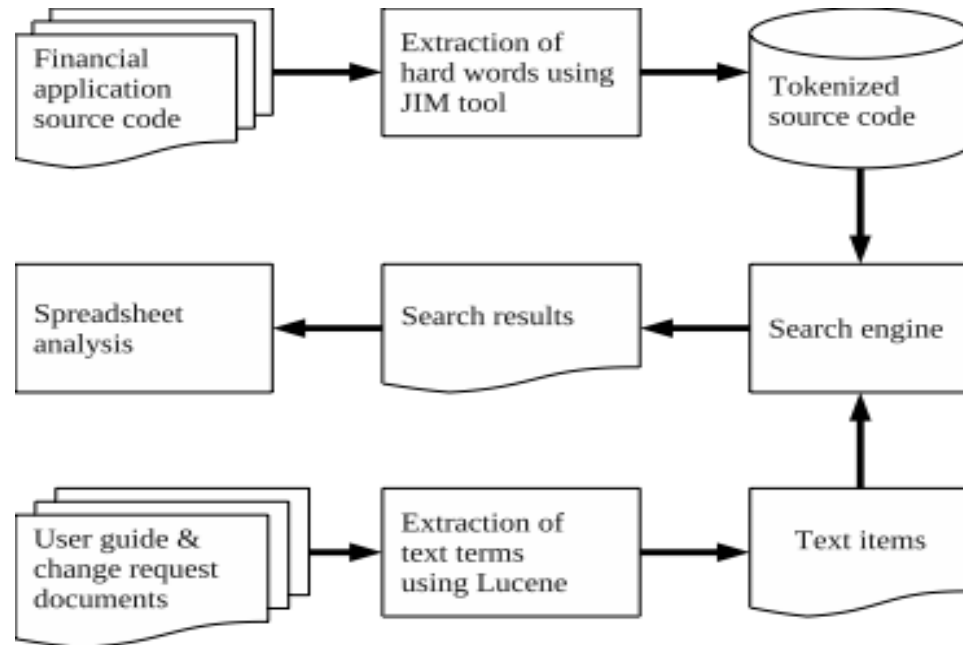 Financial
application
source code
Extraction of
hard words using
JIM tool
Tokenized
source code
Spreadsheet
analysis
Search results
Search engine
User guide &
change request
documents
Extraction of
text terms
using Lucene
Text items